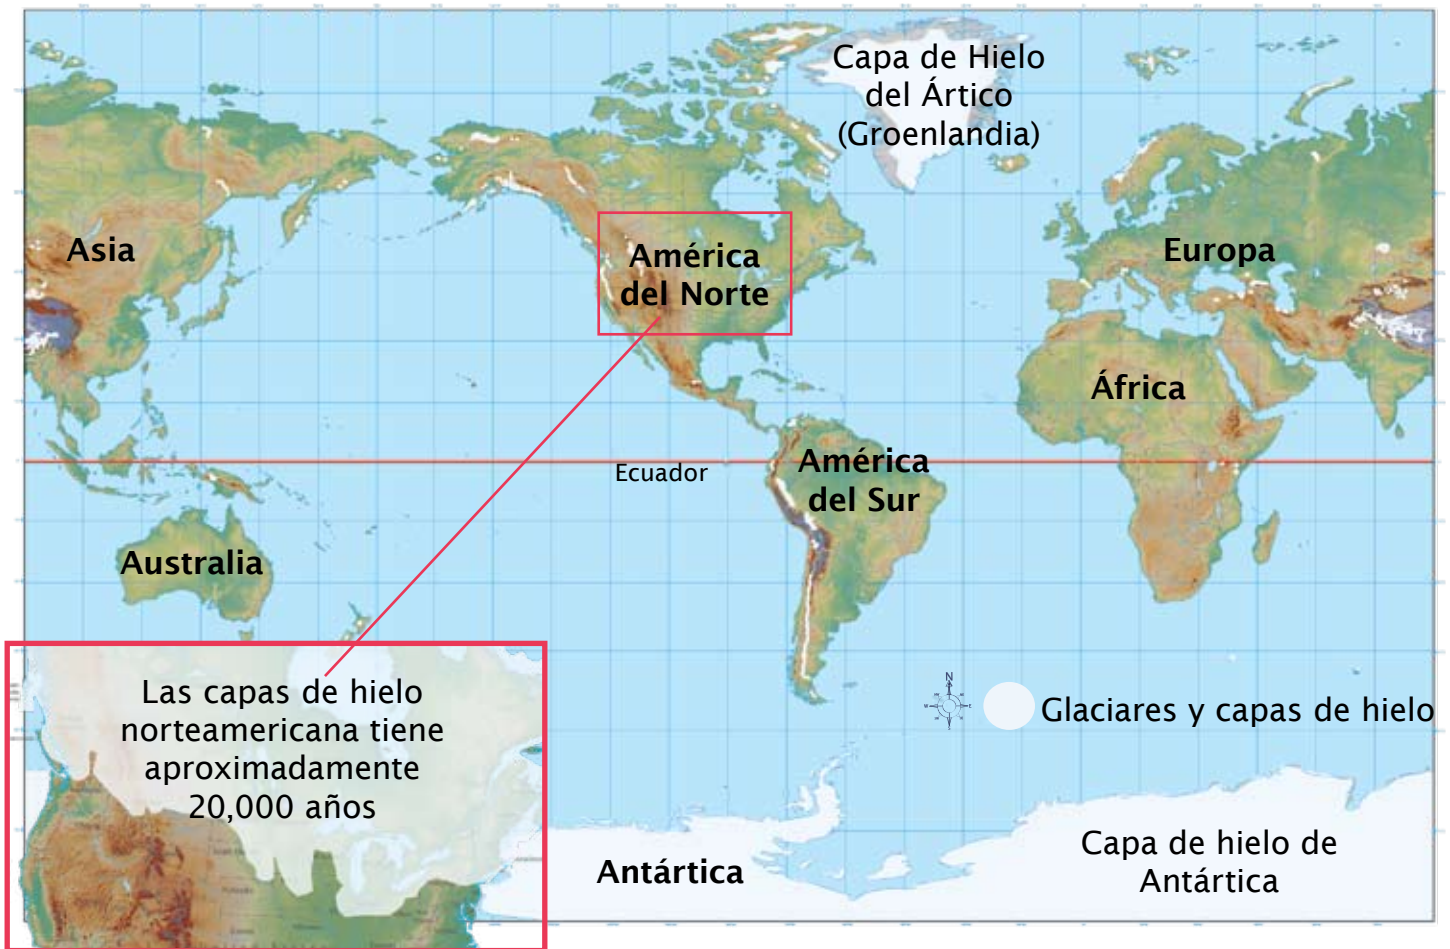 Capa de Hielo
del Ártico
(Groenlandia)
Asia
América
del Norte
Europa
África
Ecuador
América
del Sur
Australia
Las capas de hielo
norteamericana tiene
aproximadamente
20,000 años
N
W
E
Glaciares y capas de hielo
Antártica
Capa de hielo de
Antártica